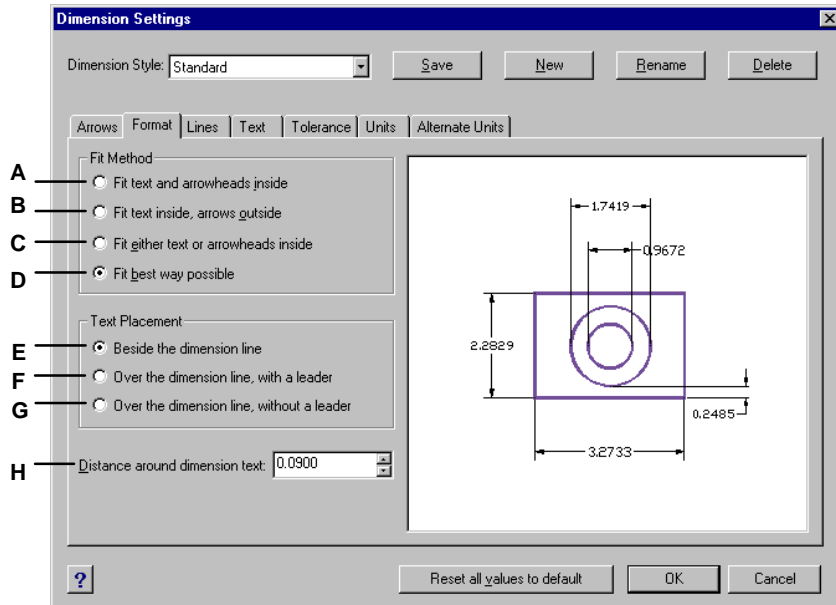 Dimension Settings
Dimension Style: Standard Save New Rename Delete
Arrows Format Lines Text Tolerance Units Alternate Units
Fit Method
A Fit text and arrowheads inside
B Fit text inside, arrows outside
C Fit either text or arrowheads inside
D Fit best way possible
Text Placement
E Beside the dimension line
F Over the dimension line, with a leader
G Over the dimension line, without a leader
H Distance around dimension text: 0.0900
1.7419
0.9672
2.2829
0.2485
3.2733
? Reset all values to default OK Cancel